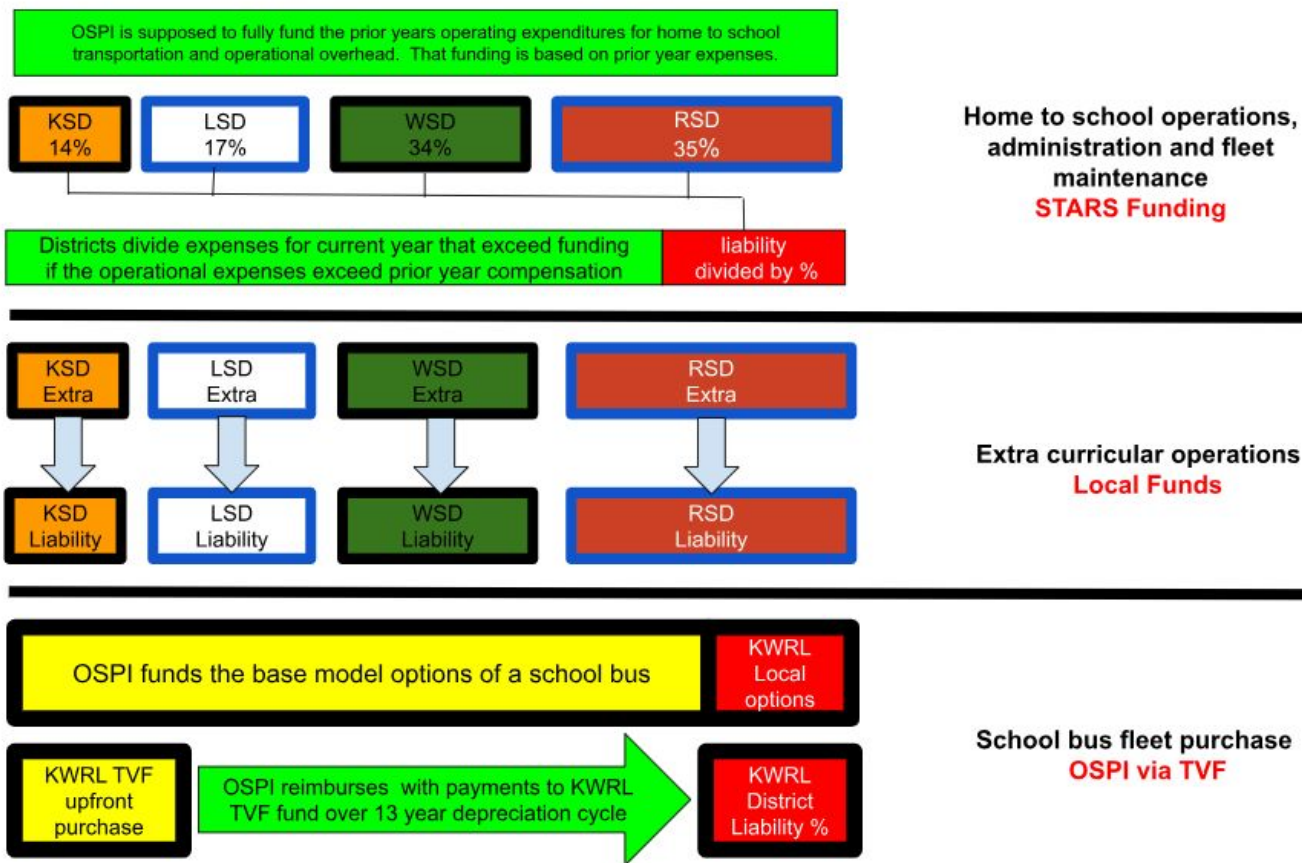 OSPI is supposed to fully fund the prior years operating expenditures for home to school
transportation and operational overhead. That funding is based on prior year expenses.
KSD
14%
LSD
17%
WSD
34%
RSD
35%
Home to school operations,
administration and fleet
maintenance
STARS Funding
Districts divide expenses for current year that exceed funding
if the operational expenses exceed prior year compensation
liability
divided by %
KSD
Extra
LSD
Extra
WSD
Extra
RSD
Extra
Extra curricular operations
Local Funds
KSD
Liability
LSD
Liability
WSD
Liability
RSD
Liability
OSPI funds the base model options of a school bus
KWRL
Local
options
School bus fleet purchase
OSPI via TVF
KWRL TVF
upfront
purchase
OSPI reimburses with payments to KWRL
TVF fund over 13 year depreciation cycle
KWRL
District
Liability %